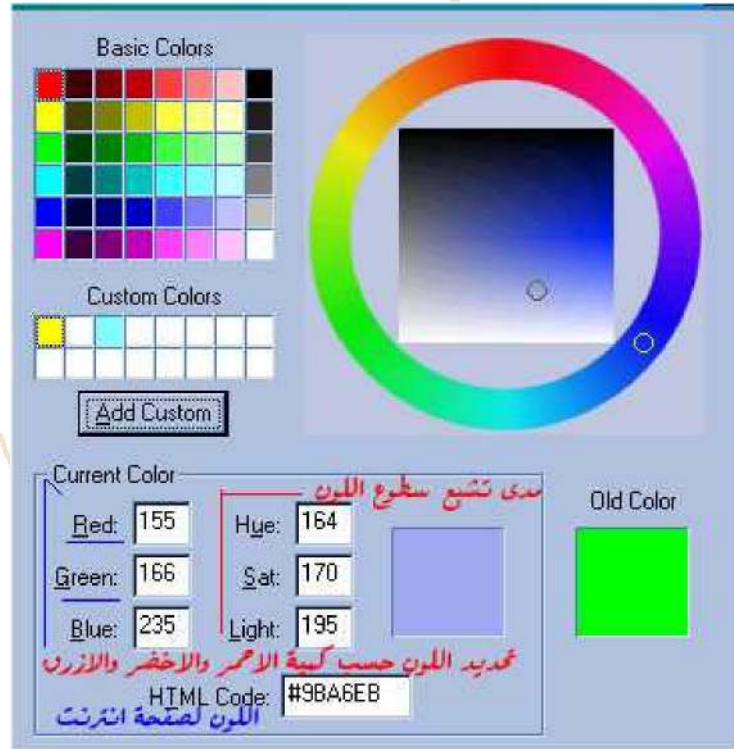 Basic Colors
Custom Colors
Add Custom
Current Color
مدى تشبع سطوع اللون
Old Color
Red: 155 Hue: 164
Green: 166 Sat: 170
Blue: 235 Light: 195
تحديد اللون حسب كمية الاحمر والاخضر والازرق
HTML Code: #9BA6EB
اللون لصفحة انترنت